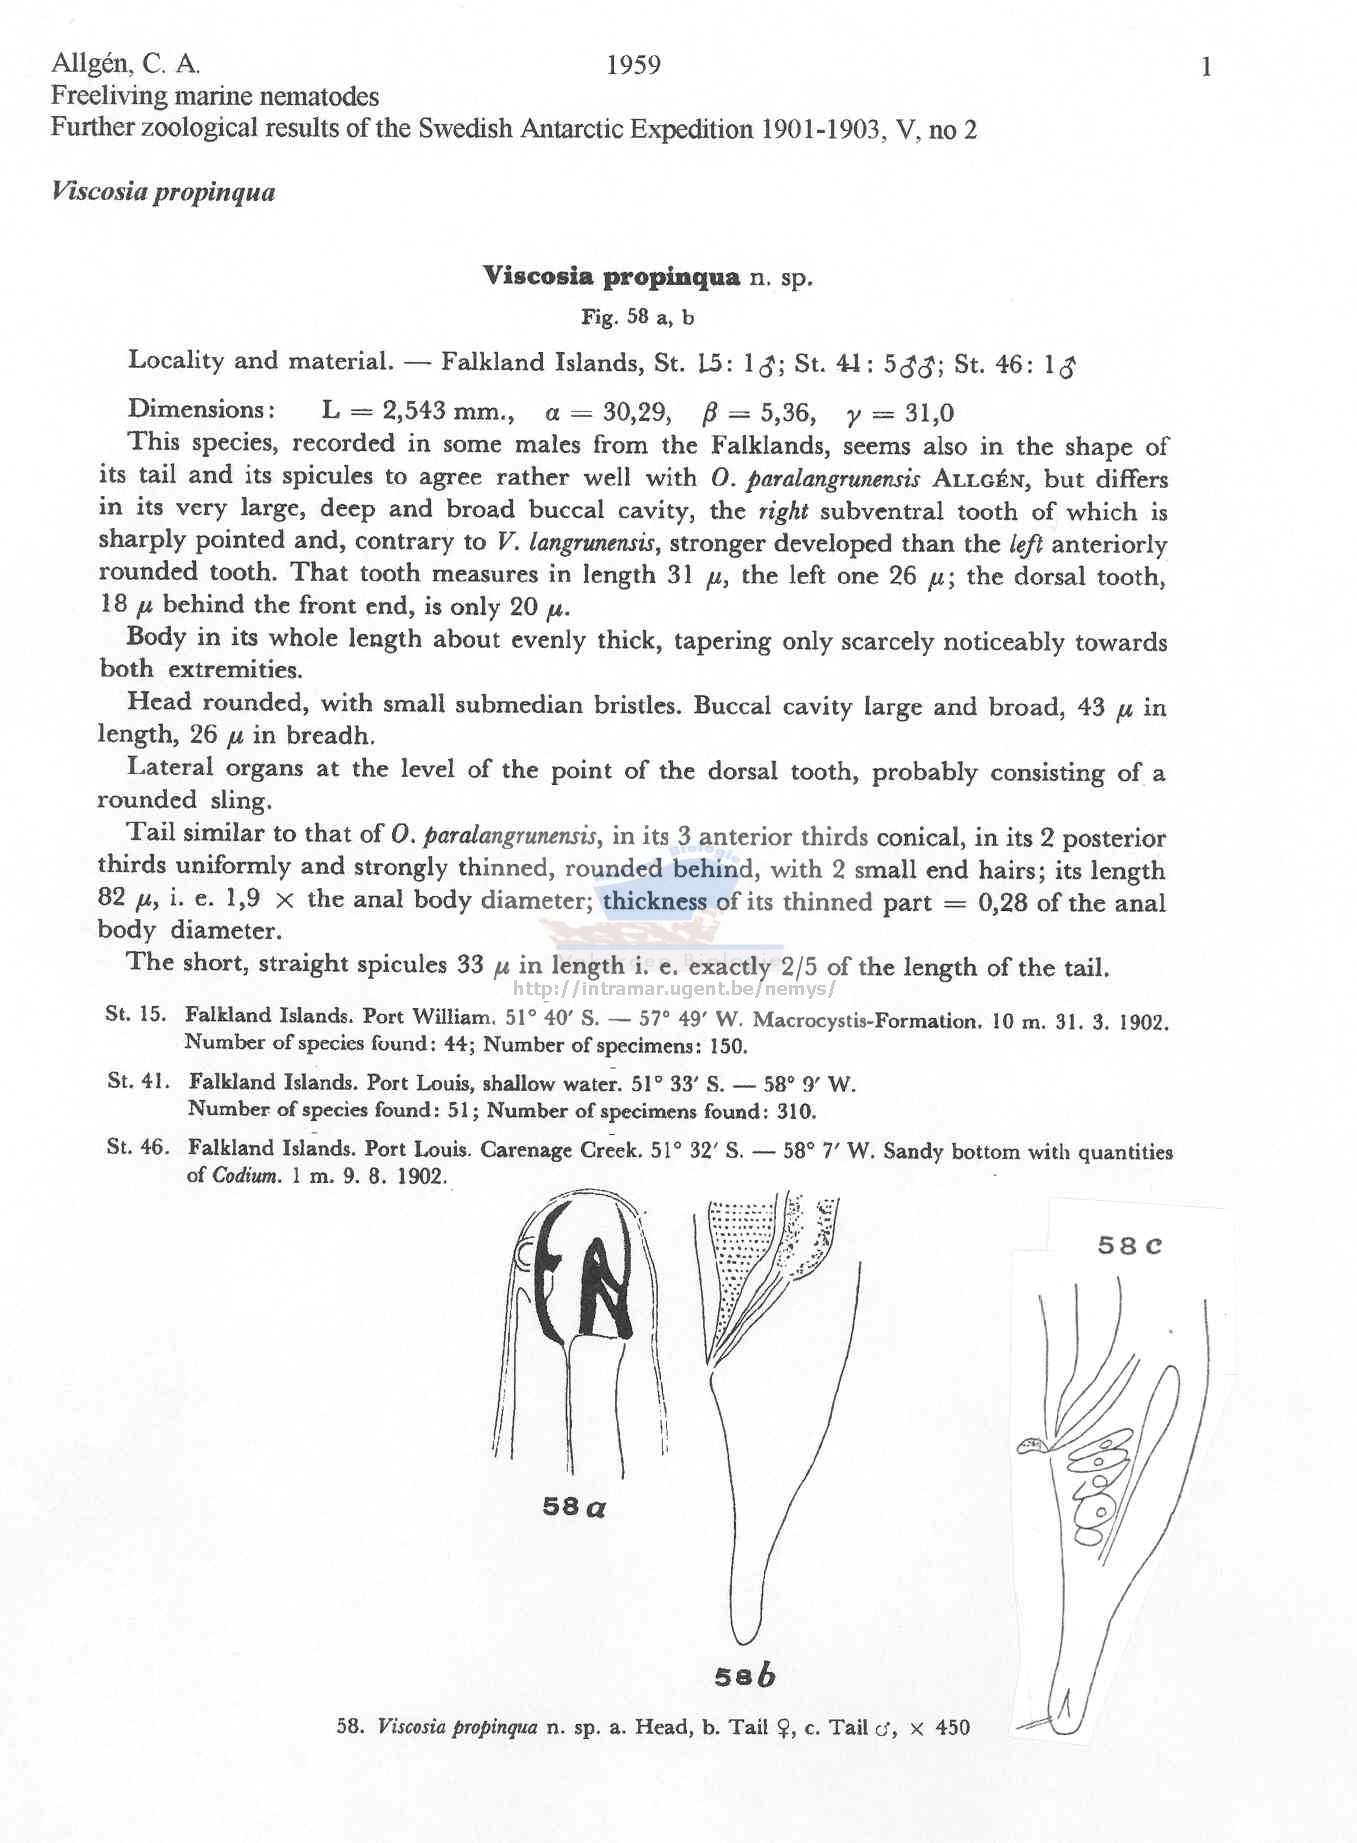 Allgén, C. A. 1959 1
Freeliving marine nematodes
Further zoological results of the Swedish Antarctic Expedition 1901-1903, V, no 2
Viscosia propinqua
Viscosia propinqua n. sp.
Fig. 58 a, b
Locality and material. — Falkland Islands, St. 15: 1♂; St. 41: 5♂♂; St. 46: 1♂
Dimensions: L = 2,543 mm., α = 30,29, β = 5,36, γ = 31,0
This species, recorded in some males from the Falklands, seems also in the shape of
its tail and its spicules to agree rather well with O. paralangrunensis ALLGÉN, but differs
in its very large, deep and broad buccal cavity, the right subventral tooth of which is
sharply pointed and, contrary to V. langrunensis, stronger developed than the left anteriorly
rounded tooth. That tooth measures in length 31 μ, the left one 26 μ; the dorsal tooth,
18 μ behind the front end, is only 20 μ.
Body in its whole length about evenly thick, tapering only scarcely noticeably towards
both extremities.
Head rounded, with small submedian bristles. Buccal cavity large and broad, 43 μ in
length, 26 μ in breadh.
Lateral organs at the level of the point of the dorsal tooth, probably consisting of a
rounded sling.
Tail similar to that of O. paralangrunensis, in its 3 anterior thirds conical, in its 2 posterior
thirds uniformly and strongly thinned, rounded behind, with 2 small end hairs; its length
82 μ, i. e. 1,9 × the anal body diameter; thickness of its thinned part = 0,28 of the anal
body diameter.
The short, straight spicules 33 μ in length i. e. exactly 2/5 of the length of the tail.
http://intramar.ugent.be/nemys/
St. 15. Falkland Islands. Port William. 51° 40′ S. — 57° 49′ W. Macrocystis-Formation. 10 m. 31. 3. 1902.
Number of species found: 44; Number of specimens: 150.
St. 41. Falkland Islands. Port Louis, shallow water. 51° 33′ S. — 58° 9′ W.
Number of species found: 51; Number of specimens found: 310.
St. 46. Falkland Islands. Port Louis. Carenage Creek. 51° 32′ S. — 58° 7′ W. Sandy bottom with quantities
of Codium. 1 m. 9. 8. 1902.
58 c
58 a
58 b
58. Viscosia propinqua n. sp. a. Head, b. Tail ♀, c. Tail ♂, × 450